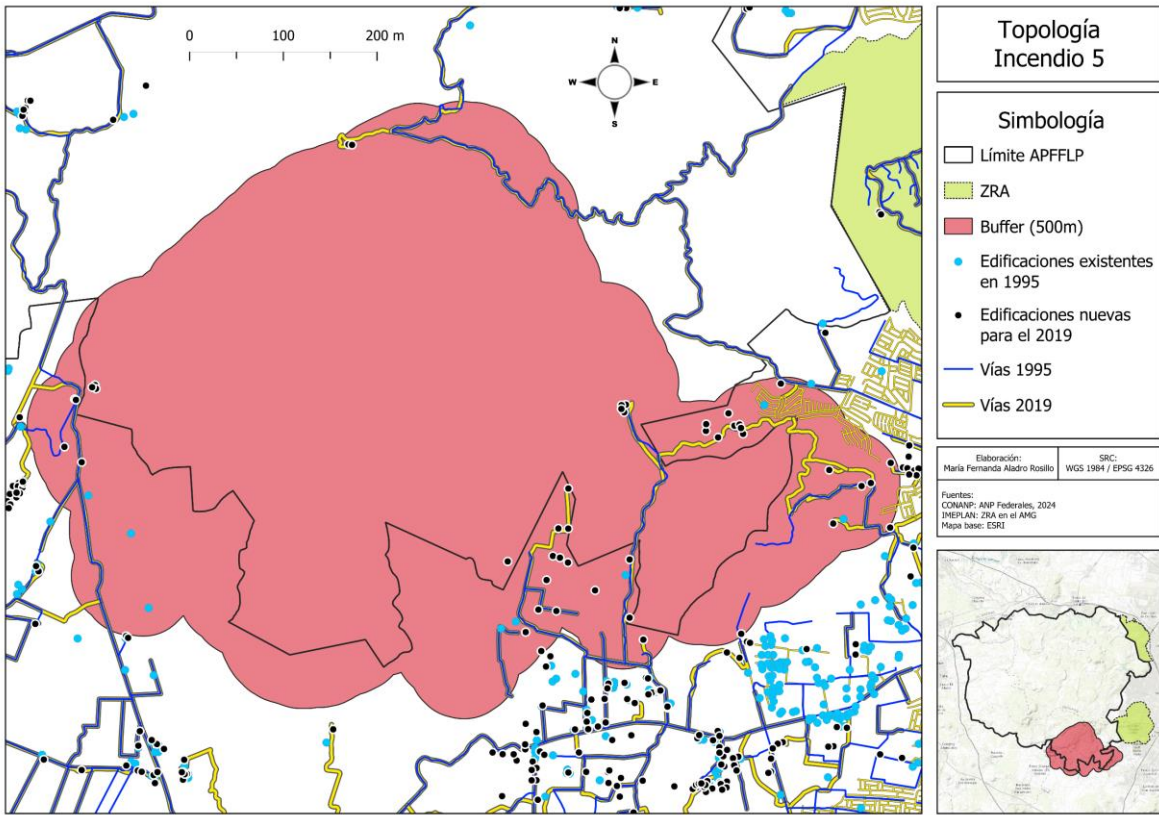 0 100 200 m
N
W E
S
Topología
Incendio 5
Simbología
Límite APFFLP
ZRA
Buffer (500m)
Edificaciones existentes
en 1995
Edificaciones nuevas
para el 2019
Vías 1995
Vías 2019
Elaboración:
María Fernanda Aladro Rosillo
SRC:
WGS 1984 / EPSG 4326
Fuentes:
CONANP: ANP Federales, 2024
IMEPLAN: ZRA en el AMG
Mapa base: ESRI